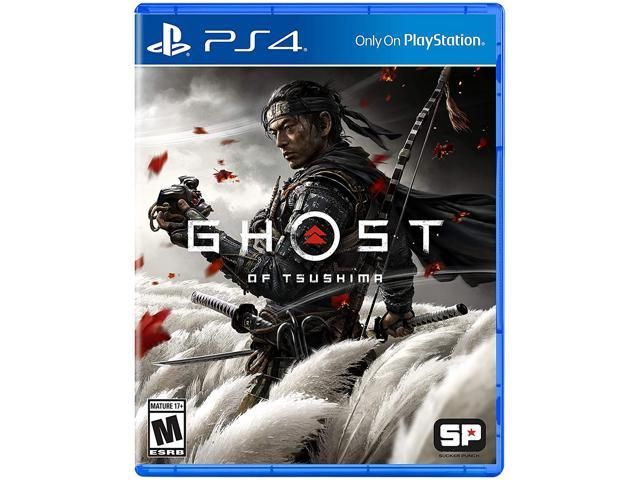 PS4
Only On PlayStation®
GHOST
OF TSUSHIMA
MATURE 17+
M
ESRB
SP
SUCKER PUNCH